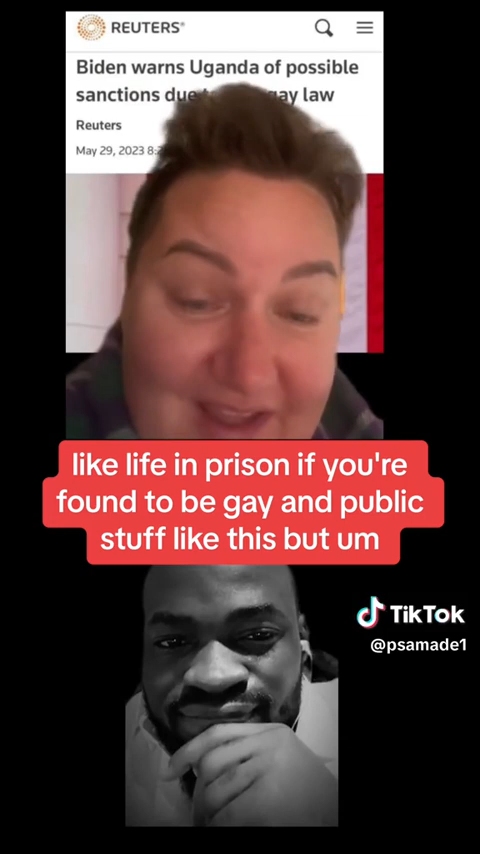 REUTERS®
Biden warns Uganda of possible
sanctions due gay law
Reuters
May 29, 2023
like life in prison if you're
found to be gay and public
stuff like this but um
TikTok
@psamade1